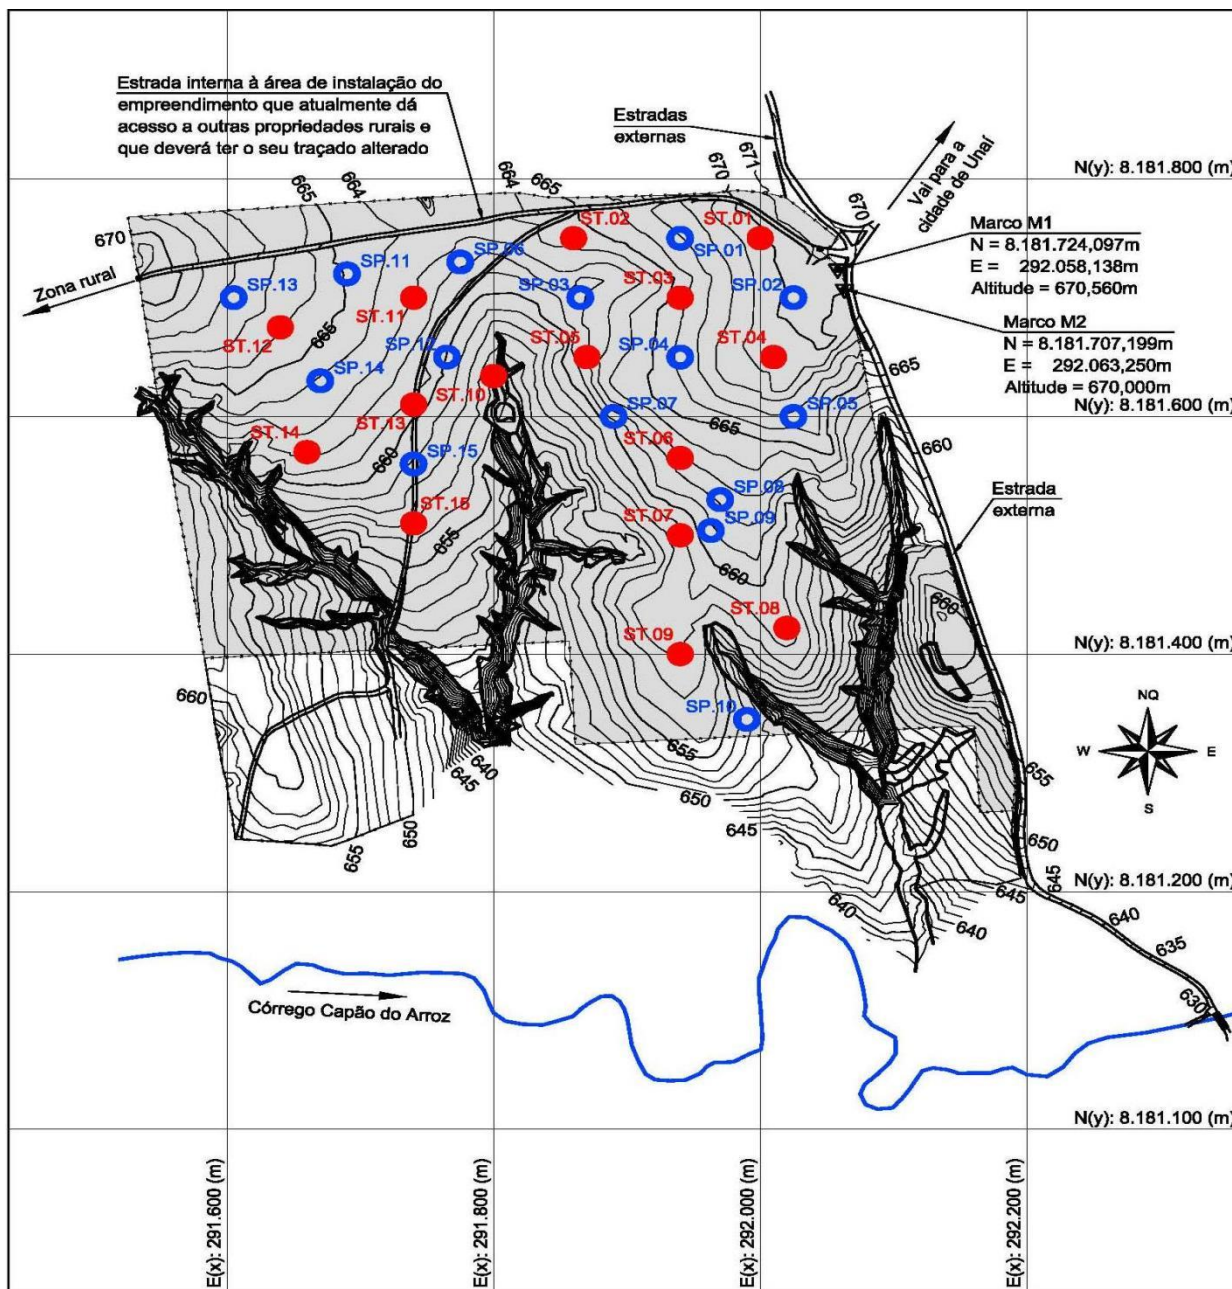 Estrada interna à área de instalação do
empreendimento que atualmente dá
acesso a outras propriedades rurais e
que deverá ter o seu traçado alterado
Estradas
externas
Vai para a
cidade de Unaí
N(y): 8.181.800 (m)
Marco M1
N = 8.181.724,097m
E = 292.058,138m
Altitude = 670,560m
Marco M2
N = 8.181.707,199m
E = 292.063,250m
Altitude = 670,000m
N(y): 8.181.600 (m)
Zona rural
670
665
664
664
665
670
671
670
ST.02
ST.01
SP.01
SP.06
SP.11
SP.13
ST.11
SP.03
ST.03
SP.02
ST.12
665
SP.12
ST.05
SP.04
ST.04
665
SP.14
ST.10
ST.13
SP.07
SP.05
665
ST.14
660
SP.15
ST.06
660
SP.08
Estrada
externa
ST.15
655
ST.07
SP.09
660
660
ST.08
ST.09
N(y): 8.181.400 (m)
660
SP.10
655
NQ
W
E
S
640
645
650
655
650
655
645
650
645
645
N(y): 8.181.200 (m)
640
640
640
635
630
Córrego Capão do Arroz
N(y): 8.181.100 (m)
E(x): 291.600 (m)
E(x): 291.800 (m)
E(x): 292.000 (m)
E(x): 292.200 (m)